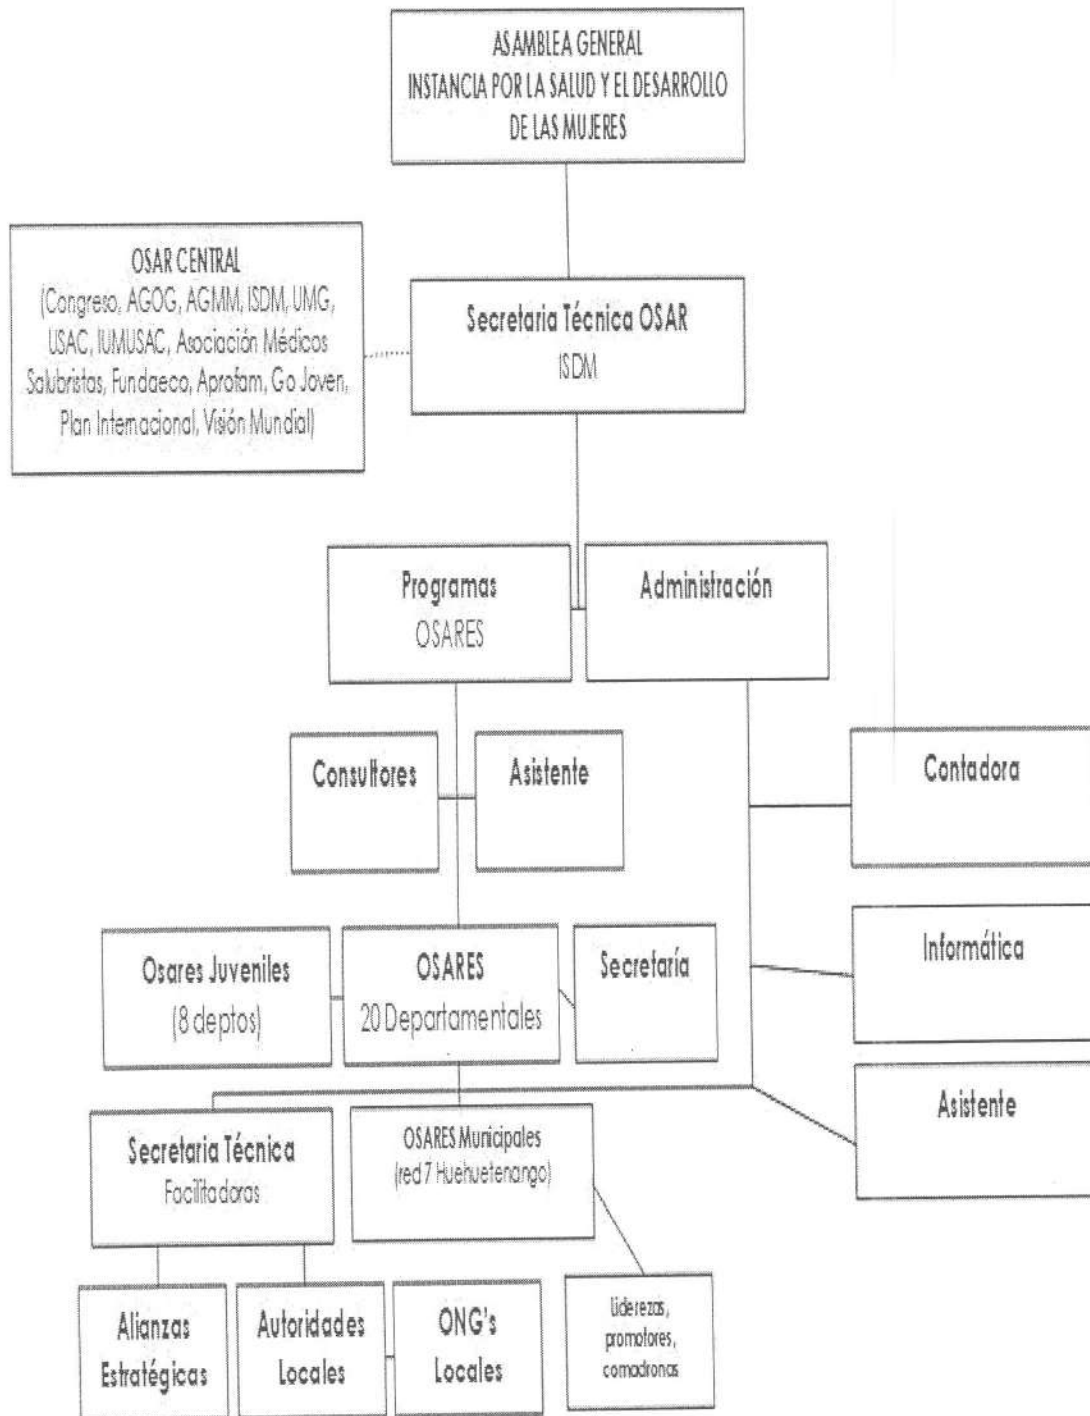 ASAMBLEA GENERAL
INSTANCIA POR LA SALUD Y EL DESARROLLO
DE LAS MUJERES
OSAR CENTRAL
(Congreso, AGOG, AGMM, ISDM, UMG,
USAC, IUMUSAC, Asociación Médicos
Salubristas, Fundaeco, Aprofam, Go Joven,
Plan Internacional, Visión Mundial)
Secretaria Técnica OSAR
ISDM
Programas
OSARES
Administración
Consultores
Asistente
Contadora
Osares Juveniles
(8 deptos)
OSARES
20 Departamentales
Secretaría
Informática
Secretaria Técnica
Facilitadoras
OSARES Municipales
(red 7 Huehuetenango)
Asistente
Alianzas
Estratégicas
Autoridades
Locales
ONG's
Locales
Liderezas,
promotores,
comadronas